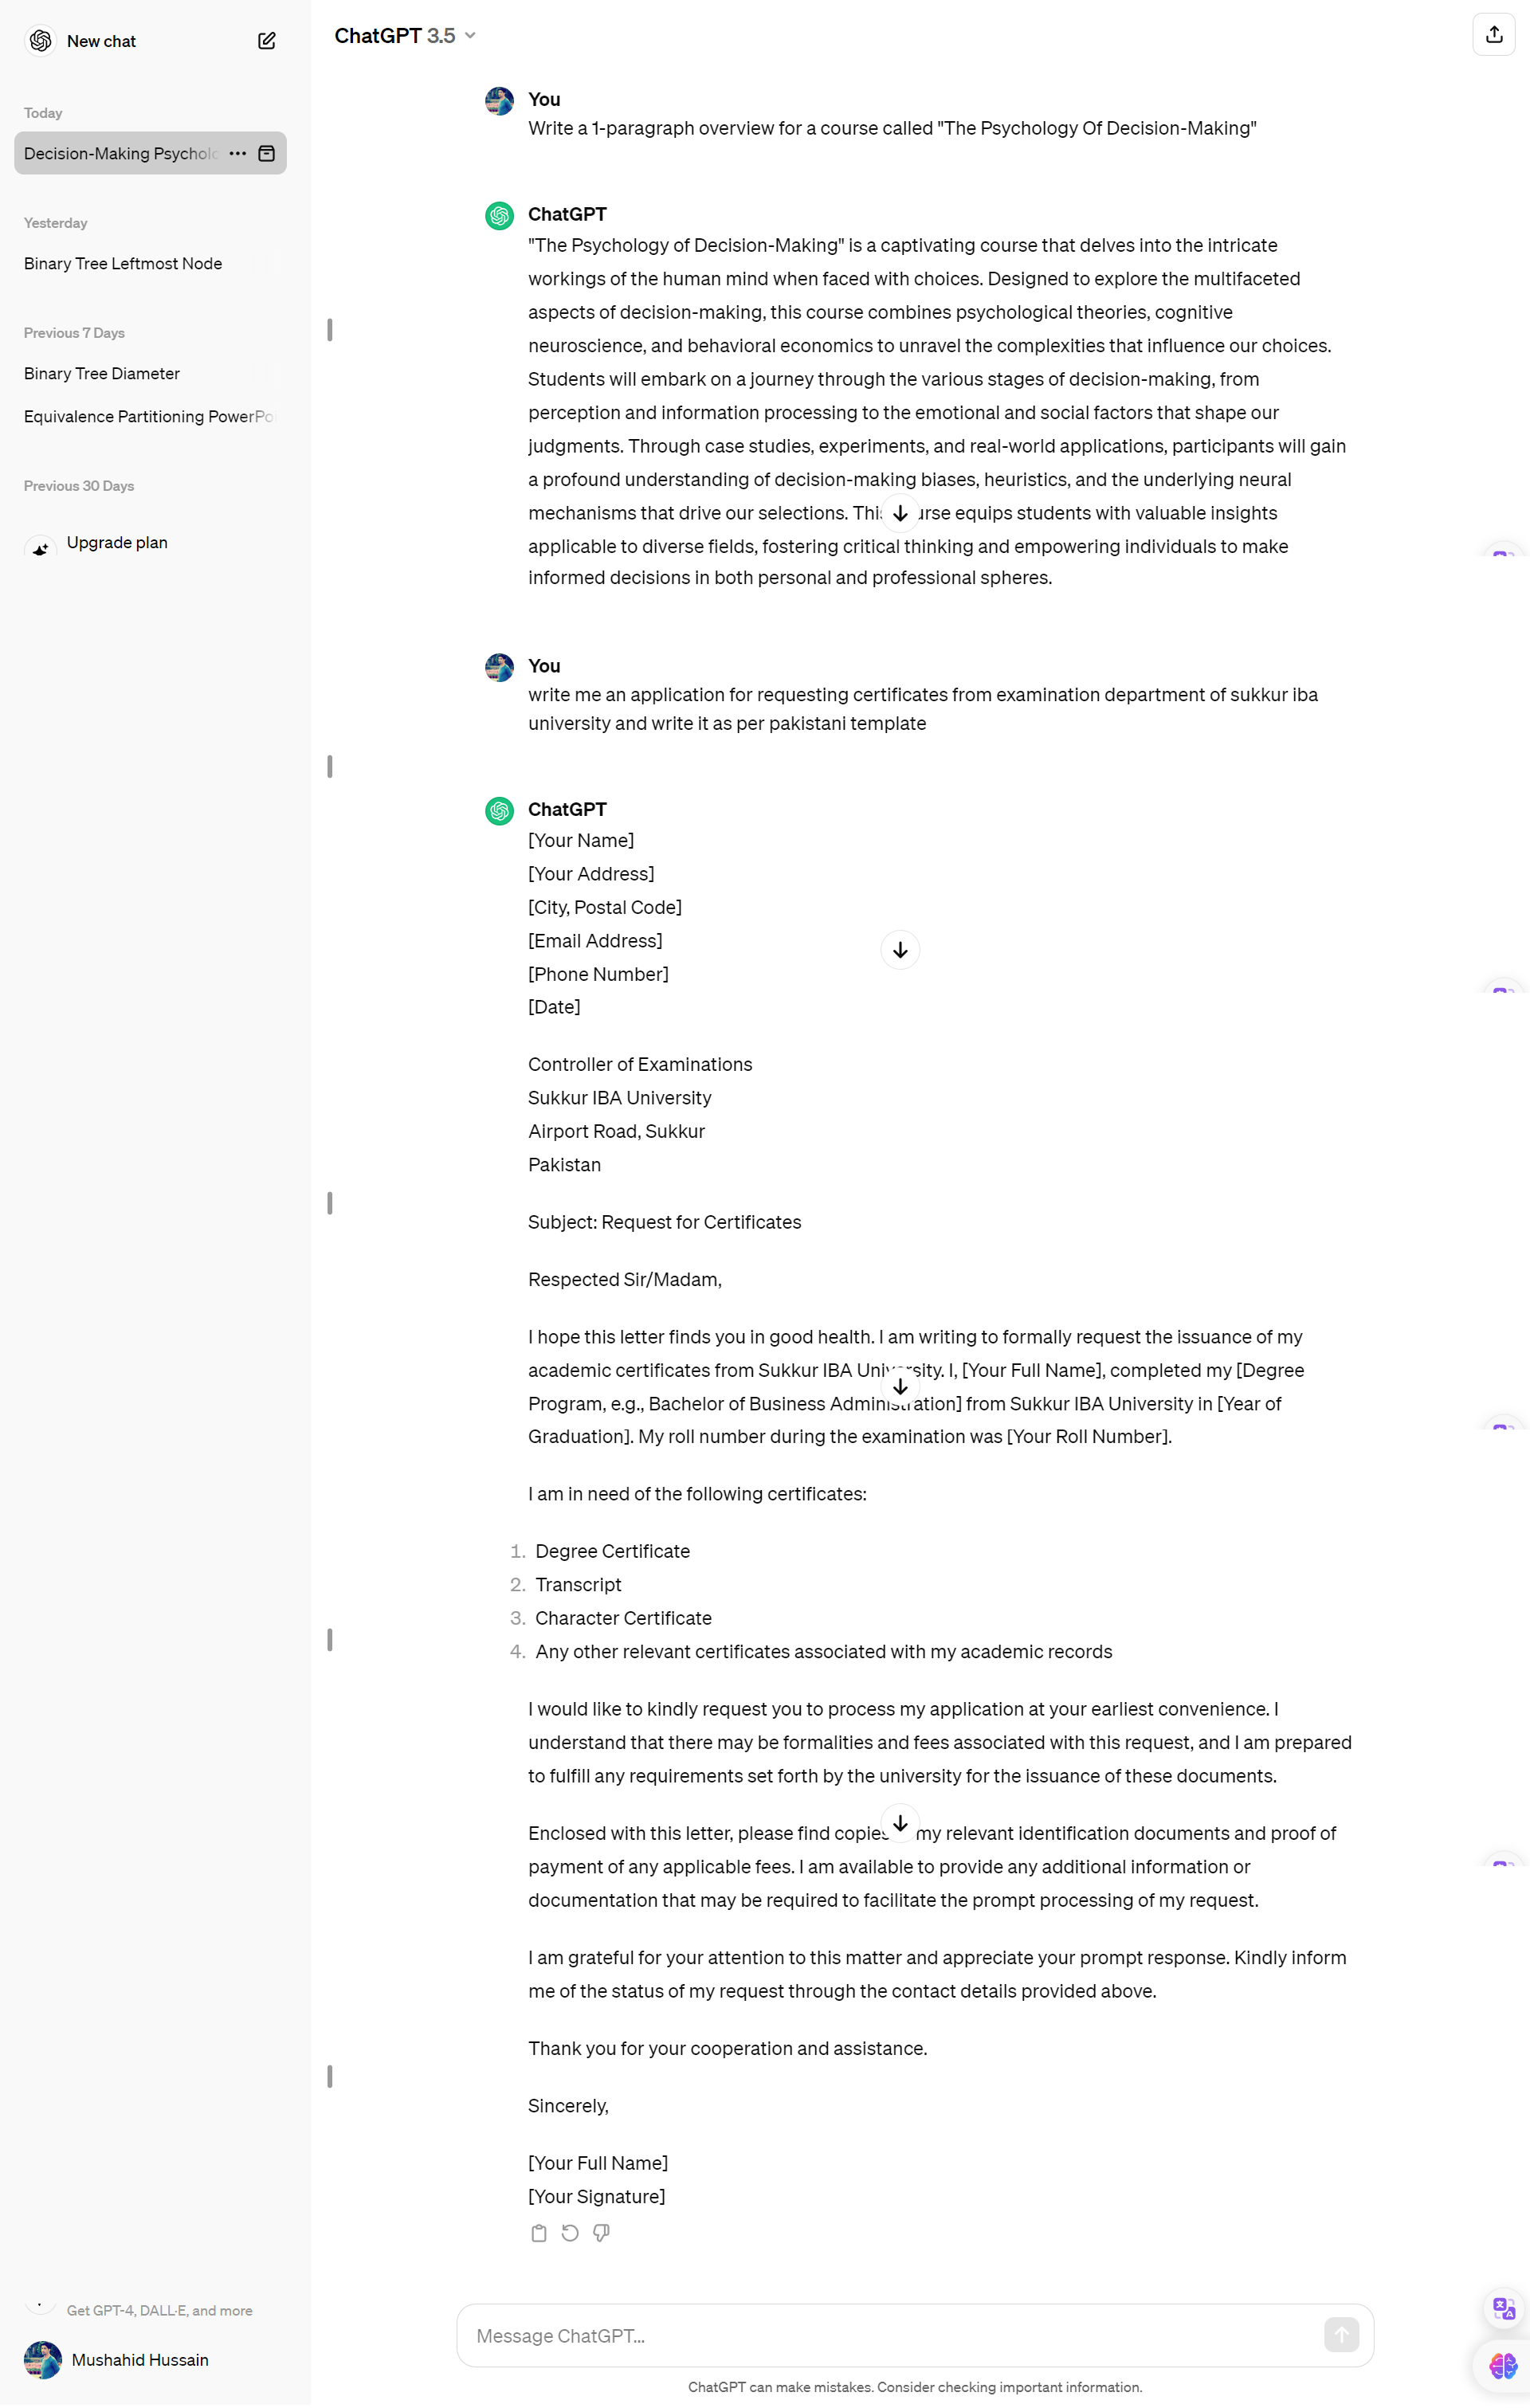 New chat
Today
Decision-Making Psycholo
Yesterday
Binary Tree Leftmost Node
Previous 7 Days
Binary Tree Diameter
Equivalence Partitioning PowerPoi
Previous 30 Days
Upgrade plan
Get GPT-4, DALL·E, and more
Mushahid Hussain
ChatGPT 3.5
You
Write a 1-paragraph overview for a course called "The Psychology Of Decision-Making"
ChatGPT
"The Psychology of Decision-Making" is a captivating course that delves into the intricate
workings of the human mind when faced with choices. Designed to explore the multifaceted
aspects of decision-making, this course combines psychological theories, cognitive
neuroscience, and behavioral economics to unravel the complexities that influence our choices.
Students will embark on a journey through the various stages of decision-making, from
perception and information processing to the emotional and social factors that shape our
judgments. Through case studies, experiments, and real-world applications, participants will gain
a profound understanding of decision-making biases, heuristics, and the underlying neural
mechanisms that drive our selections. This course equips students with valuable insights
applicable to diverse fields, fostering critical thinking and empowering individuals to make
informed decisions in both personal and professional spheres.
You
write me an application for requesting certificates from examination department of sukkur iba
university and write it as per pakistani template
ChatGPT
[Your Name]
[Your Address]
[City, Postal Code]
[Email Address]
[Phone Number]
[Date]
Controller of Examinations
Sukkur IBA University
Airport Road, Sukkur
Pakistan
Subject: Request for Certificates
Respected Sir/Madam,
I hope this letter finds you in good health. I am writing to formally request the issuance of my
academic certificates from Sukkur IBA University. I, [Your Full Name], completed my [Degree
Program, e.g., Bachelor of Business Administration] from Sukkur IBA University in [Year of
Graduation]. My roll number during the examination was [Your Roll Number].
I am in need of the following certificates:
1. Degree Certificate
2. Transcript
3. Character Certificate
4. Any other relevant certificates associated with my academic records
I would like to kindly request you to process my application at your earliest convenience. I
understand that there may be formalities and fees associated with this request, and I am prepared
to fulfill any requirements set forth by the university for the issuance of these documents.
Enclosed with this letter, please find copies my relevant identification documents and proof of
payment of any applicable fees. I am available to provide any additional information or
documentation that may be required to facilitate the prompt processing of my request.
I am grateful for your attention to this matter and appreciate your prompt response. Kindly inform
me of the status of my request through the contact details provided above.
Thank you for your cooperation and assistance.
Sincerely,
[Your Full Name]
[Your Signature]
Message ChatGPT...
ChatGPT can make mistakes. Consider checking important information.